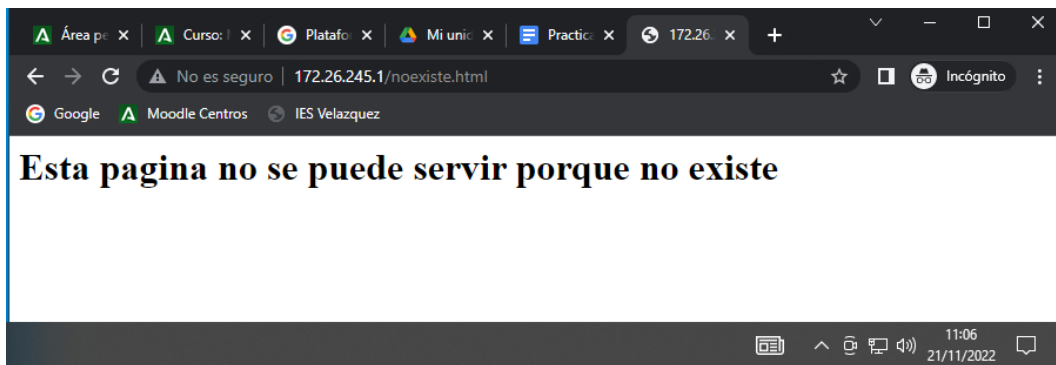 Área pe
Curso: M
Platafo
Mi unid
Practica
172.26.
No es seguro
172.26.245.1/noexiste.html
Incógnito
Google
Moodle Centros
IES Velazquez
Esta pagina no se puede servir porque no existe
11:06
21/11/2022